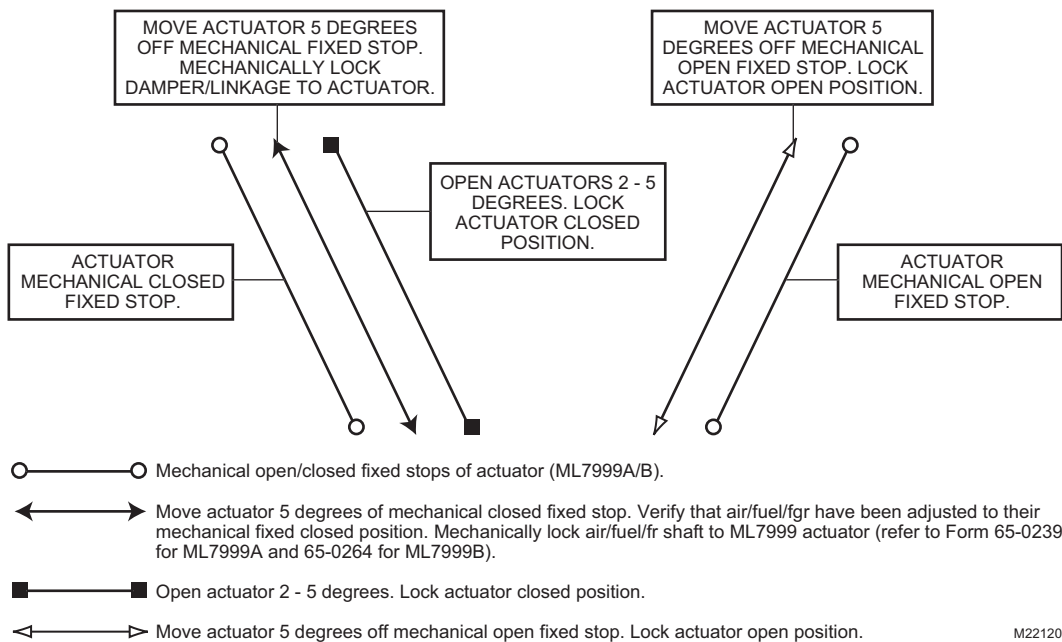 MOVE ACTUATOR 5 DEGREES
OFF MECHANICAL FIXED STOP.
MECHANICALLY LOCK
DAMPER/LINKAGE TO ACTUATOR.
MOVE ACTUATOR 5
DEGREES OFF MECHANICAL
OPEN FIXED STOP. LOCK
ACTUATOR OPEN POSITION.
OPEN ACTUATORS 2 - 5
DEGREES. LOCK
ACTUATOR CLOSED
POSITION.
ACTUATOR
MECHANICAL CLOSED
FIXED STOP.
ACTUATOR
MECHANICAL OPEN
FIXED STOP.
Mechanical open/closed fixed stops of actuator (ML7999A/B).
Move actuator 5 degrees of mechanical closed fixed stop. Verify that air/fuel/fgr have been adjusted to their
mechanical fixed closed position. Mechanically lock air/fuel/fr shaft to ML7999 actuator (refer to Form 65-0239
for ML7999A and 65-0264 for ML7999B).
Open actuator 2 - 5 degrees. Lock actuator closed position.
Move actuator 5 degrees off mechanical open fixed stop. Lock actuator open position.
M22120